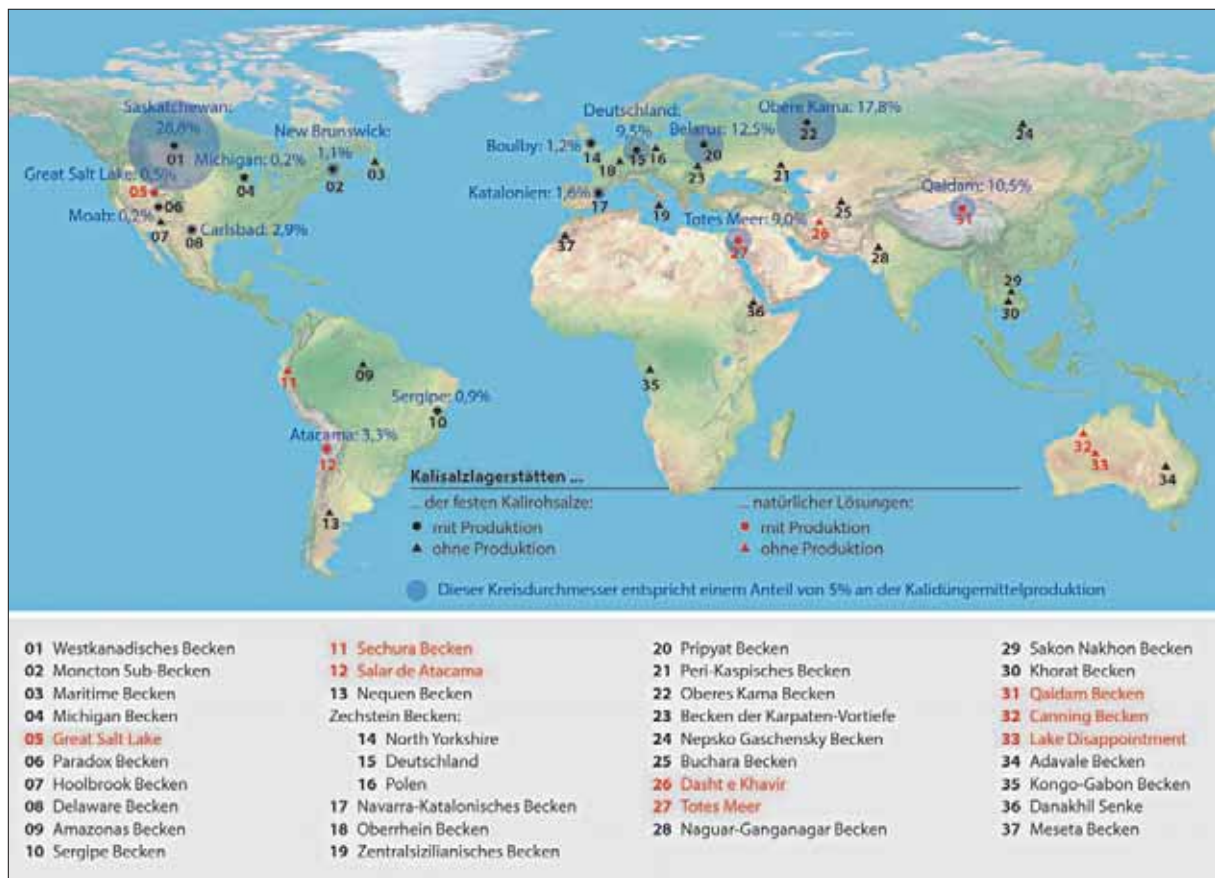 Saskatchewan:
28,8%
01
New Brunswick:
1,1%
02
03
Michigan: 0,2%
04
Great Salt Lake: 0,5%
05
Moab: 0,2%
06
07
Carlsbad: 2,9%
08
Deutschland:
9,5%
15
16
Boulby: 1,2%
14
18
Katalonien: 1,6%
17
19
Belarus: 12,5%
20
23
Obere Kama: 17,8%
22
21
24
25
26
Totes Meer: 9,0%
27
28
Qaidam: 10,5%
31
29
30
37
36
35
09
11
Sergipe: 0,9%
10
Atacama: 3,3%
12
13
32
33
34
Kalisalzlagerstätten ...
... der festen Kalirohsalze:
mit Produktion
ohne Produktion
... natürlicher Lösungen:
mit Produktion
ohne Produktion
Dieser Kreisdurchmesser entspricht einem Anteil von 5% an der Kalidüngemittelproduktion
01 Westkanadisches Becken
02 Moncton Sub-Becken
03 Maritime Becken
04 Michigan Becken
05 Great Salt Lake
06 Paradox Becken
07 Hoolbrook Becken
08 Delaware Becken
09 Amazonas Becken
10 Sergipe Becken
11 Sechura Becken
12 Salar de Atacama
13 Nequen Becken
Zechstein Becken:
14 North Yorkshire
15 Deutschland
16 Polen
17 Navarra-Katalonisches Becken
18 Oberrhein Becken
19 Zentralsizilianisches Becken
20 Pripyat Becken
21 Peri-Kaspisches Becken
22 Oberes Kama Becken
23 Becken der Karpaten-Vortiefe
24 Nepsko Gaschensky Becken
25 Buchara Becken
26 Dasht e Khavir
27 Totes Meer
28 Naguar-Ganganagar Becken
29 Sakon Nakhon Becken
30 Khorat Becken
31 Qaidam Becken
32 Canning Becken
33 Lake Disappointment
34 Adavale Becken
35 Kongo-Gabon Becken
36 Danakhil Senke
37 Meseta Becken